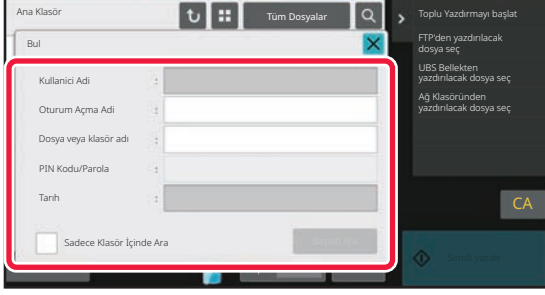 Ana Klasör
Tüm Dosyalar
Bul
Kullanici Adi :
Oturum Açma Adi :
Dosya veya klasör adı :
PIN Kodu/Parola :
Tarıh :
Sadece Klasör İçinde Ara
Toplu Yazdırmayı başlat
FTP'den yazdırılacak
dosya seç
UBS Bellekten
yazdırılacak dosya seç
Ağ Klasöründen
yazdırılacak dosya seç
CA